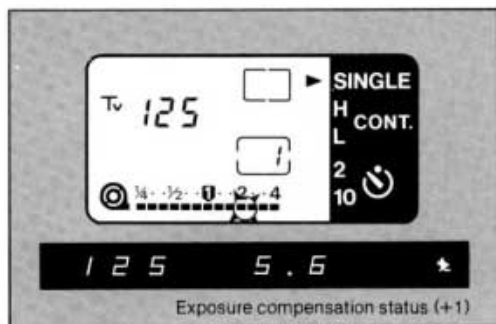 SINGLE
Tv 125
H
L CONT.
1
2
10
¼ ½ 1 2 4
125 5.6
Exposure compensation status (+1)